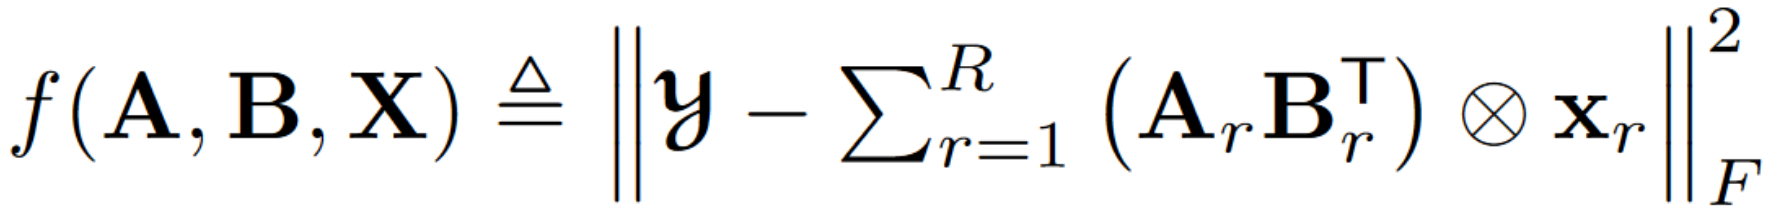 f(𝐀, 𝐁, 𝐗) ≜ ‖𝓨 − ∑_{r=1}^{R} (𝐀_r 𝐁_r^⊤) ⊗ 𝐱_r‖_F^2